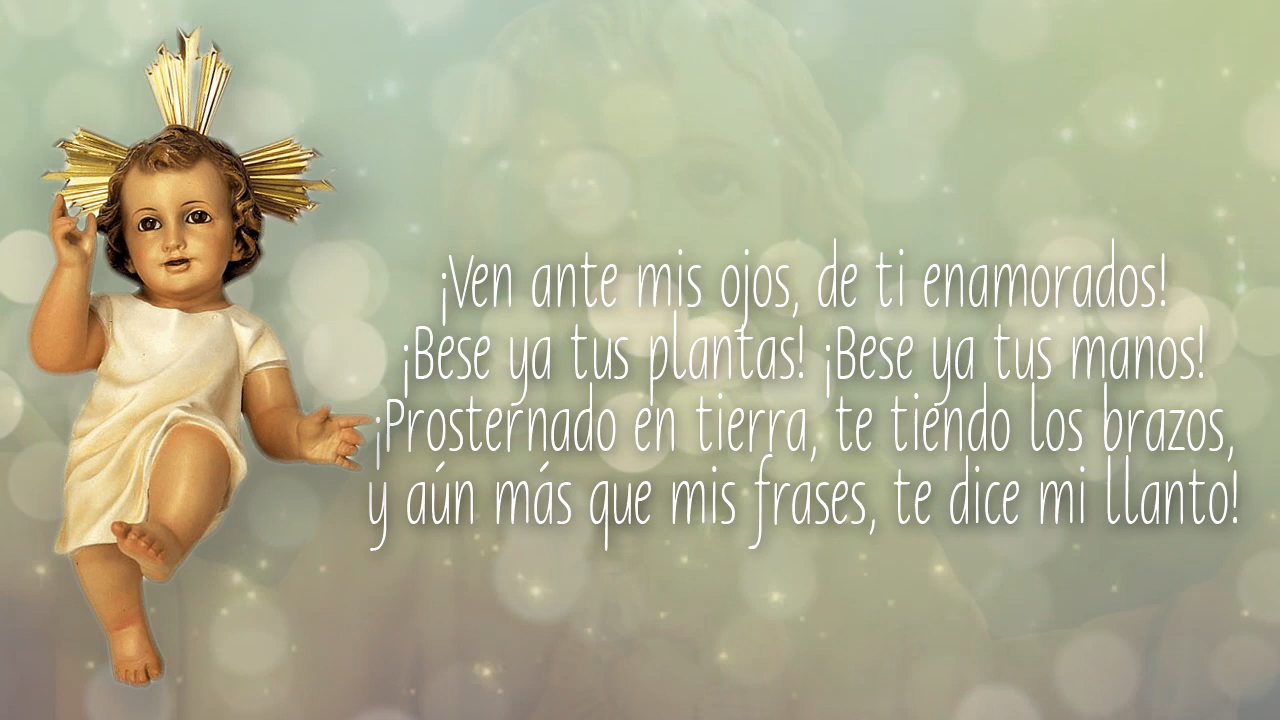 ¡Ven ante mis ojos, de ti enamorados!
¡Bese ya tus plantas! ¡Bese ya tus manos!
¡Prosternado en tierra, te tiendo los brazos,
y aún más que mis frases, te dice mi llanto!